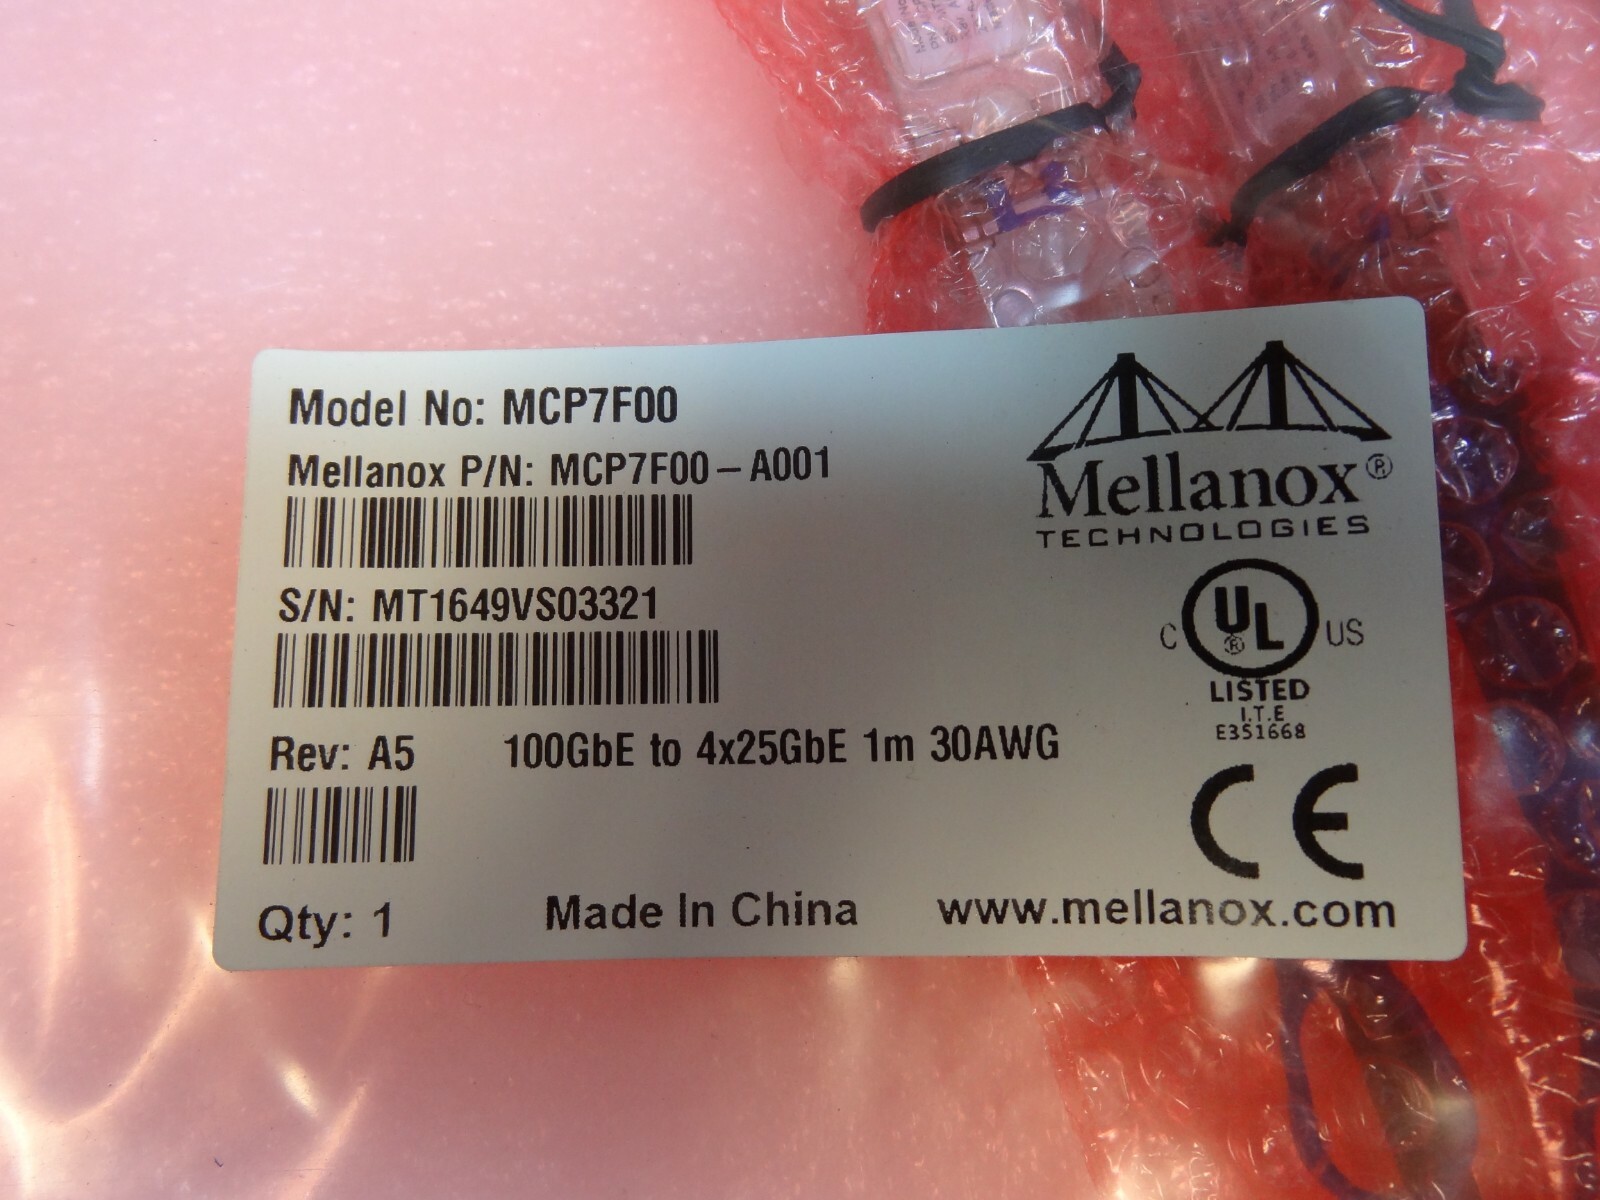 Model No: MCP7F00
Mellanox P/N: MCP7F00-A001
S/N: MT1649VS03321
Rev: A5 100GbE to 4x25GbE 1m 30AWG
Qty: 1 Made In China www.mellanox.com
Mellanox®
TECHNOLOGIES
C UL® US
LISTED
I.T.E
E351668
CE